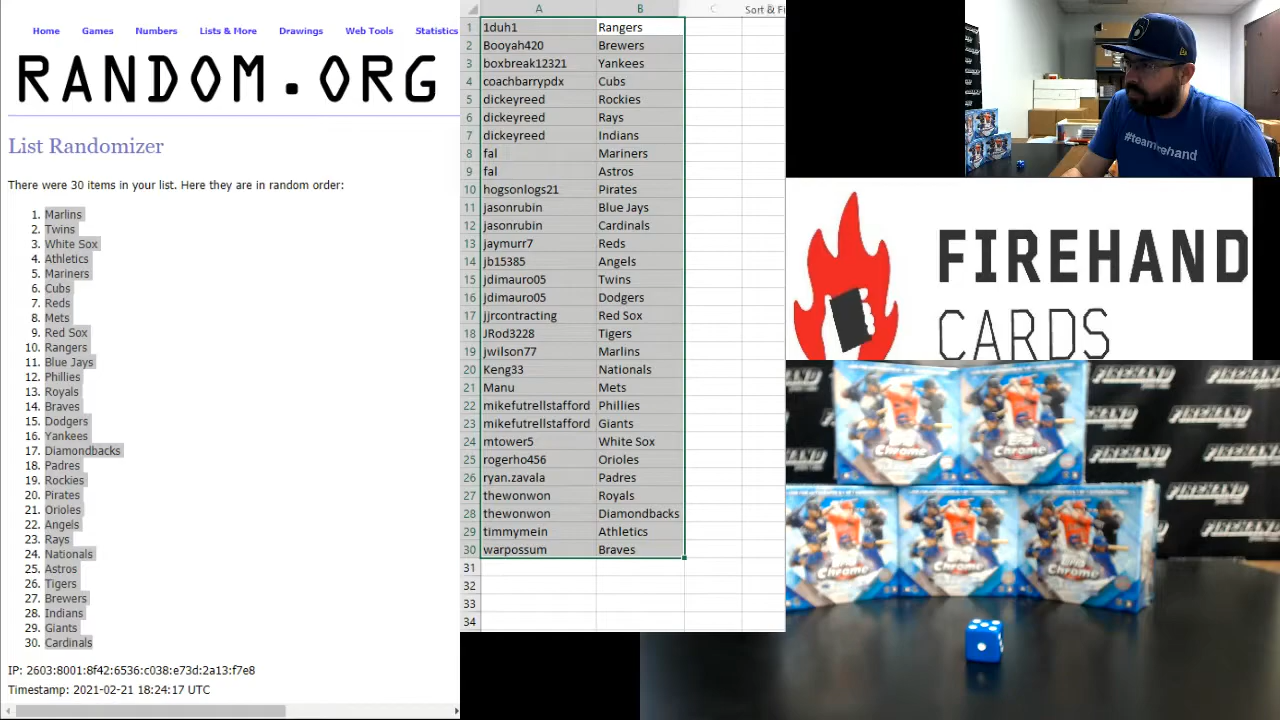 Home Games Numbers Lists & More Drawings Web Tools Statistics
RANDOM.ORG
List Randomizer
There were 30 items in your list. Here they are in random order:
1. Marlins
2. Twins
3. White Sox
4. Athletics
5. Mariners
6. Cubs
7. Reds
8. Mets
9. Red Sox
10. Rangers
11. Blue Jays
12. Phillies
13. Royals
14. Braves
15. Dodgers
16. Yankees
17. Diamondbacks
18. Padres
19. Rockies
20. Pirates
21. Orioles
22. Angels
23. Rays
24. Nationals
25. Astros
26. Tigers
27. Brewers
28. Indians
29. Giants
30. Cardinals
IP: 2603:8001:8f42:6536:c038:e73d:2a13:f7e8
Timestamp: 2021-02-21 18:24:17 UTC
A B C Sort & Fi
1 1duh1 Rangers
2 Booyah420 Brewers
3 boxbreak12321 Yankees
4 coachbarrypdx Cubs
5 dickeyreed Rockies
6 dickeyreed Rays
7 dickeyreed Indians
8 fal Mariners
9 fal Astros
10 hogsonlogs21 Pirates
11 jasonrubin Blue Jays
12 jasonrubin Cardinals
13 jaymurr7 Reds
14 jb15385 Angels
15 jdimauro05 Twins
16 jdimauro05 Dodgers
17 jjrcontracting Red Sox
18 JRod3228 Tigers
19 jwilson77 Marlins
20 Keng33 Nationals
21 Manu Mets
22 mikefutrellstafford Phillies
23 mikefutrellstafford Giants
24 mtower5 White Sox
25 rogerho456 Orioles
26 ryan.zavala Padres
27 thewonwon Royals
28 thewonwon Diamondbacks
29 timmymein Athletics
30 warpossum Braves
31
32
33
34
#teamfirehand
FIREHAND
CARDS
FIREHAND
FIREHAND
Chrome
Chrome
Chrome
Chrome
Chrome